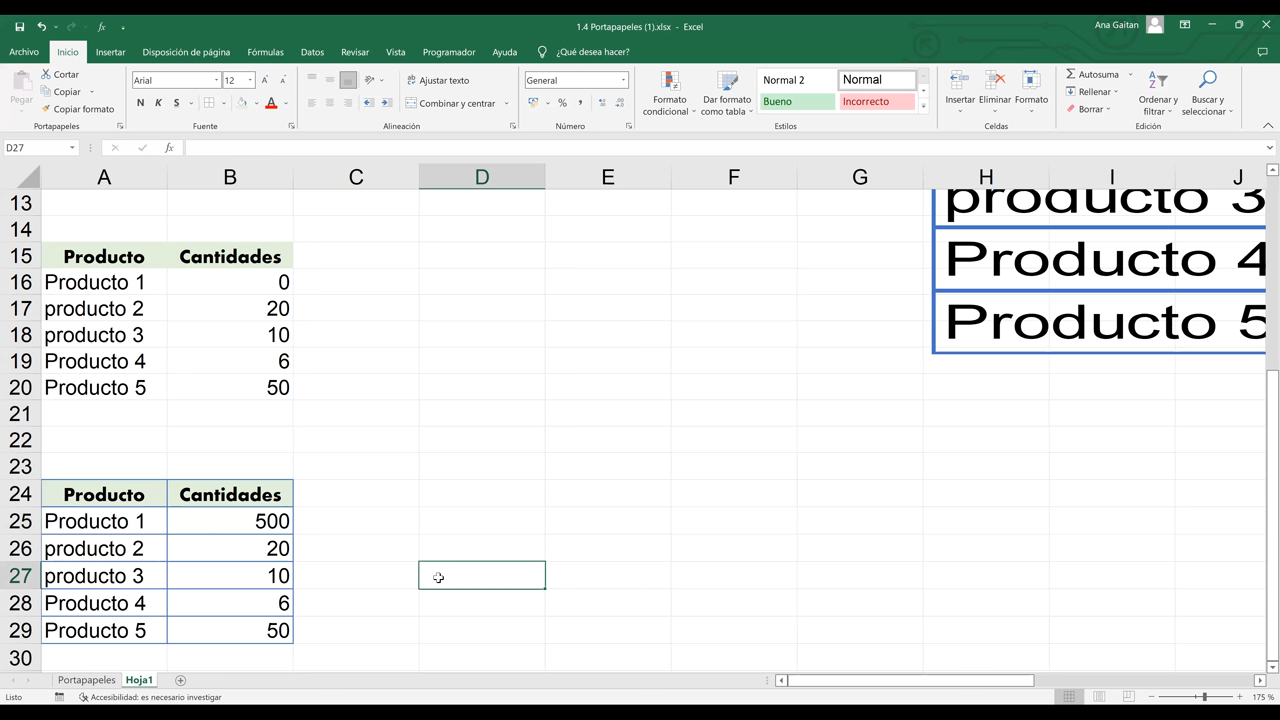 1.4 Portapapeles (1).xlsx - Excel
Ana Gaitan
Archivo Inicio Insertar Disposición de página Fórmulas Datos Revisar Vista Programador Ayuda ¿Qué desea hacer?
Pegar
Cortar
Copiar
Copiar formato
Portapapeles
Arial 12
N K S
Fuente
Ajustar texto
Combinar y centrar
Alineación
General
Número
Formato condicional
Dar formato como tabla
Normal 2 Normal
Bueno Incorrecto
Estilos
Insertar Eliminar Formato
Celdas
Autosuma
Rellenar
Borrar
Ordenar y filtrar
Buscar y seleccionar
Edición
D27 fx
A B C D E F G H I J
13 producto 3
14
15 Producto Cantidades Producto 4
16 Producto 1 0
17 producto 2 20 Producto 5
18 producto 3 10
19 Producto 4 6
20 Producto 5 50
21
22
23
24 Producto Cantidades
25 Producto 1 500
26 producto 2 20
27 producto 3 10
28 Producto 4 6
29 Producto 5 50
30
Portapapeles Hoja1
Listo Accesibilidad: es necesario investigar 175 %